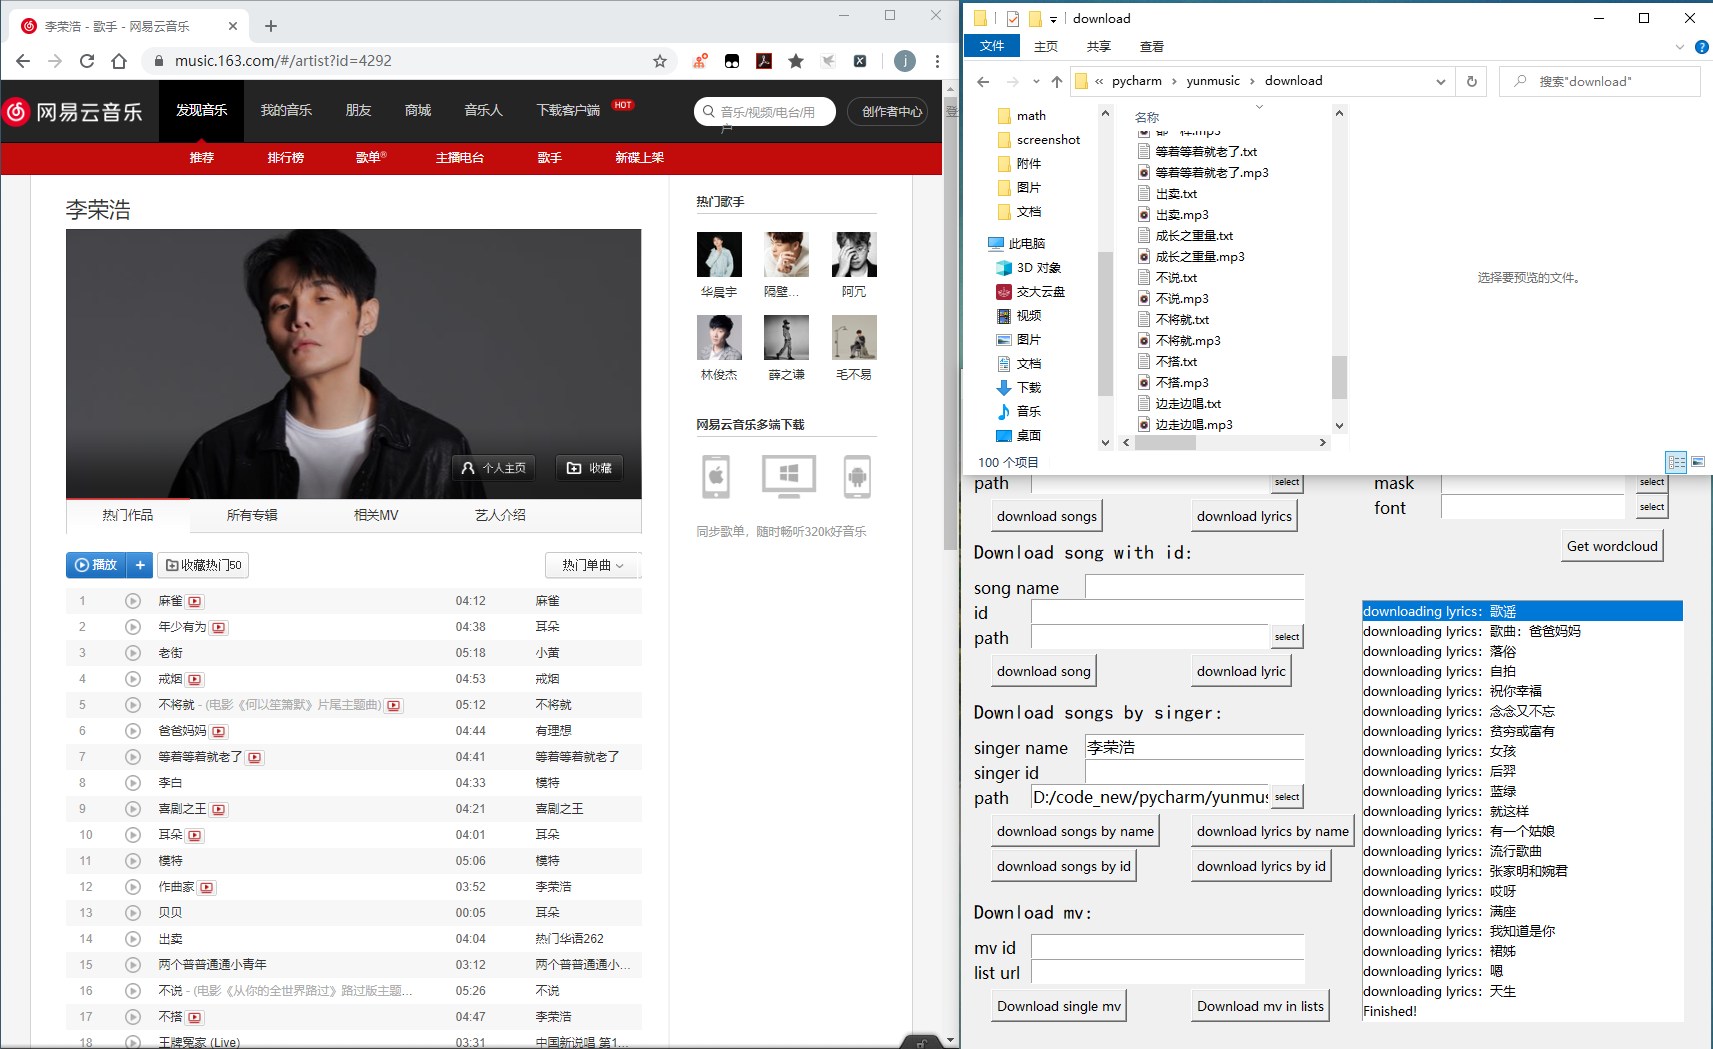 李荣浩 - 歌手 - 网易云音乐
music.163.com/#/artist?id=4292
j
网易云音乐
发现音乐
我的音乐
朋友
商城
音乐人
下载客户端
HOT
音乐/视频/电台/用户
创作者中心
登
推荐
排行榜
歌单®
主播电台
歌手
新碟上架
李荣浩
个人主页
收藏
热门作品
所有专辑
相关MV
艺人介绍
播放
收藏热门50
热门单曲
1 麻雀 04:12 麻雀
2 年少有为 04:38 耳朵
3 老街 05:18 小黄
4 戒烟 04:53 戒烟
5 不将就 - (电影《何以笙箫默》片尾主题曲) 05:12 不将就
6 爸爸妈妈 04:44 有理想
7 等着等着就老了 04:41 等着等着就老了
8 李白 04:33 模特
9 喜剧之王 04:21 喜剧之王
10 耳朵 04:01 耳朵
11 模特 05:06 模特
12 作曲家 03:52 李荣浩
13 贝贝 00:05 耳朵
14 出卖 04:04 热门华语262
15 两个普普通通小青年 03:12 两个普普通通小...
16 不说 - (电影《从你的全世界路过》路过版主题... 05:26 不说
17 不搭 04:47 李荣浩
18 王牌冤家 (Live) 03:31 中国新说唱 第1...
热门歌手
华晨宇
隔壁...
阿冗
林俊杰
薛之谦
毛不易
网易云音乐多端下载
同步歌单，随时畅听320k好音乐
download
文件
主页
共享
查看
« pycharm › yunmusic › download
搜索"download"
math
screenshot
附件
图片
文档
此电脑
3D 对象
交大云盘
视频
图片
文档
下载
音乐
桌面
名称
都一样.mp3
等着等着就老了.txt
等着等着就老了.mp3
出卖.txt
出卖.mp3
成长之重量.txt
成长之重量.mp3
不说.txt
不说.mp3
不将就.txt
不将就.mp3
不搭.txt
不搭.mp3
边走边唱.txt
边走边唱.mp3
选择要预览的文件。
100 个项目
path
select
download songs
download lyrics
Download song with id:
song name
id
path
select
download song
download lyric
Download songs by singer:
singer name 李荣浩
singer id
path D:/code_new/pycharm/yunmus
select
download songs by name
download lyrics by name
download songs by id
download lyrics by id
Download mv:
mv id
list url
Download single mv
Download mv in lists
mask
select
font
select
Get wordcloud
downloading lyrics: 歌谣
downloading lyrics: 歌曲：爸爸妈妈
downloading lyrics: 落俗
downloading lyrics: 自拍
downloading lyrics: 祝你幸福
downloading lyrics: 念念又不忘
downloading lyrics: 贫穷或富有
downloading lyrics: 女孩
downloading lyrics: 后羿
downloading lyrics: 蓝绿
downloading lyrics: 就这样
downloading lyrics: 有一个姑娘
downloading lyrics: 流行歌曲
downloading lyrics: 张家明和婉君
downloading lyrics: 哎呀
downloading lyrics: 满座
downloading lyrics: 我知道是你
downloading lyrics: 裙姊
downloading lyrics: 嗯
downloading lyrics: 天生
Finished!